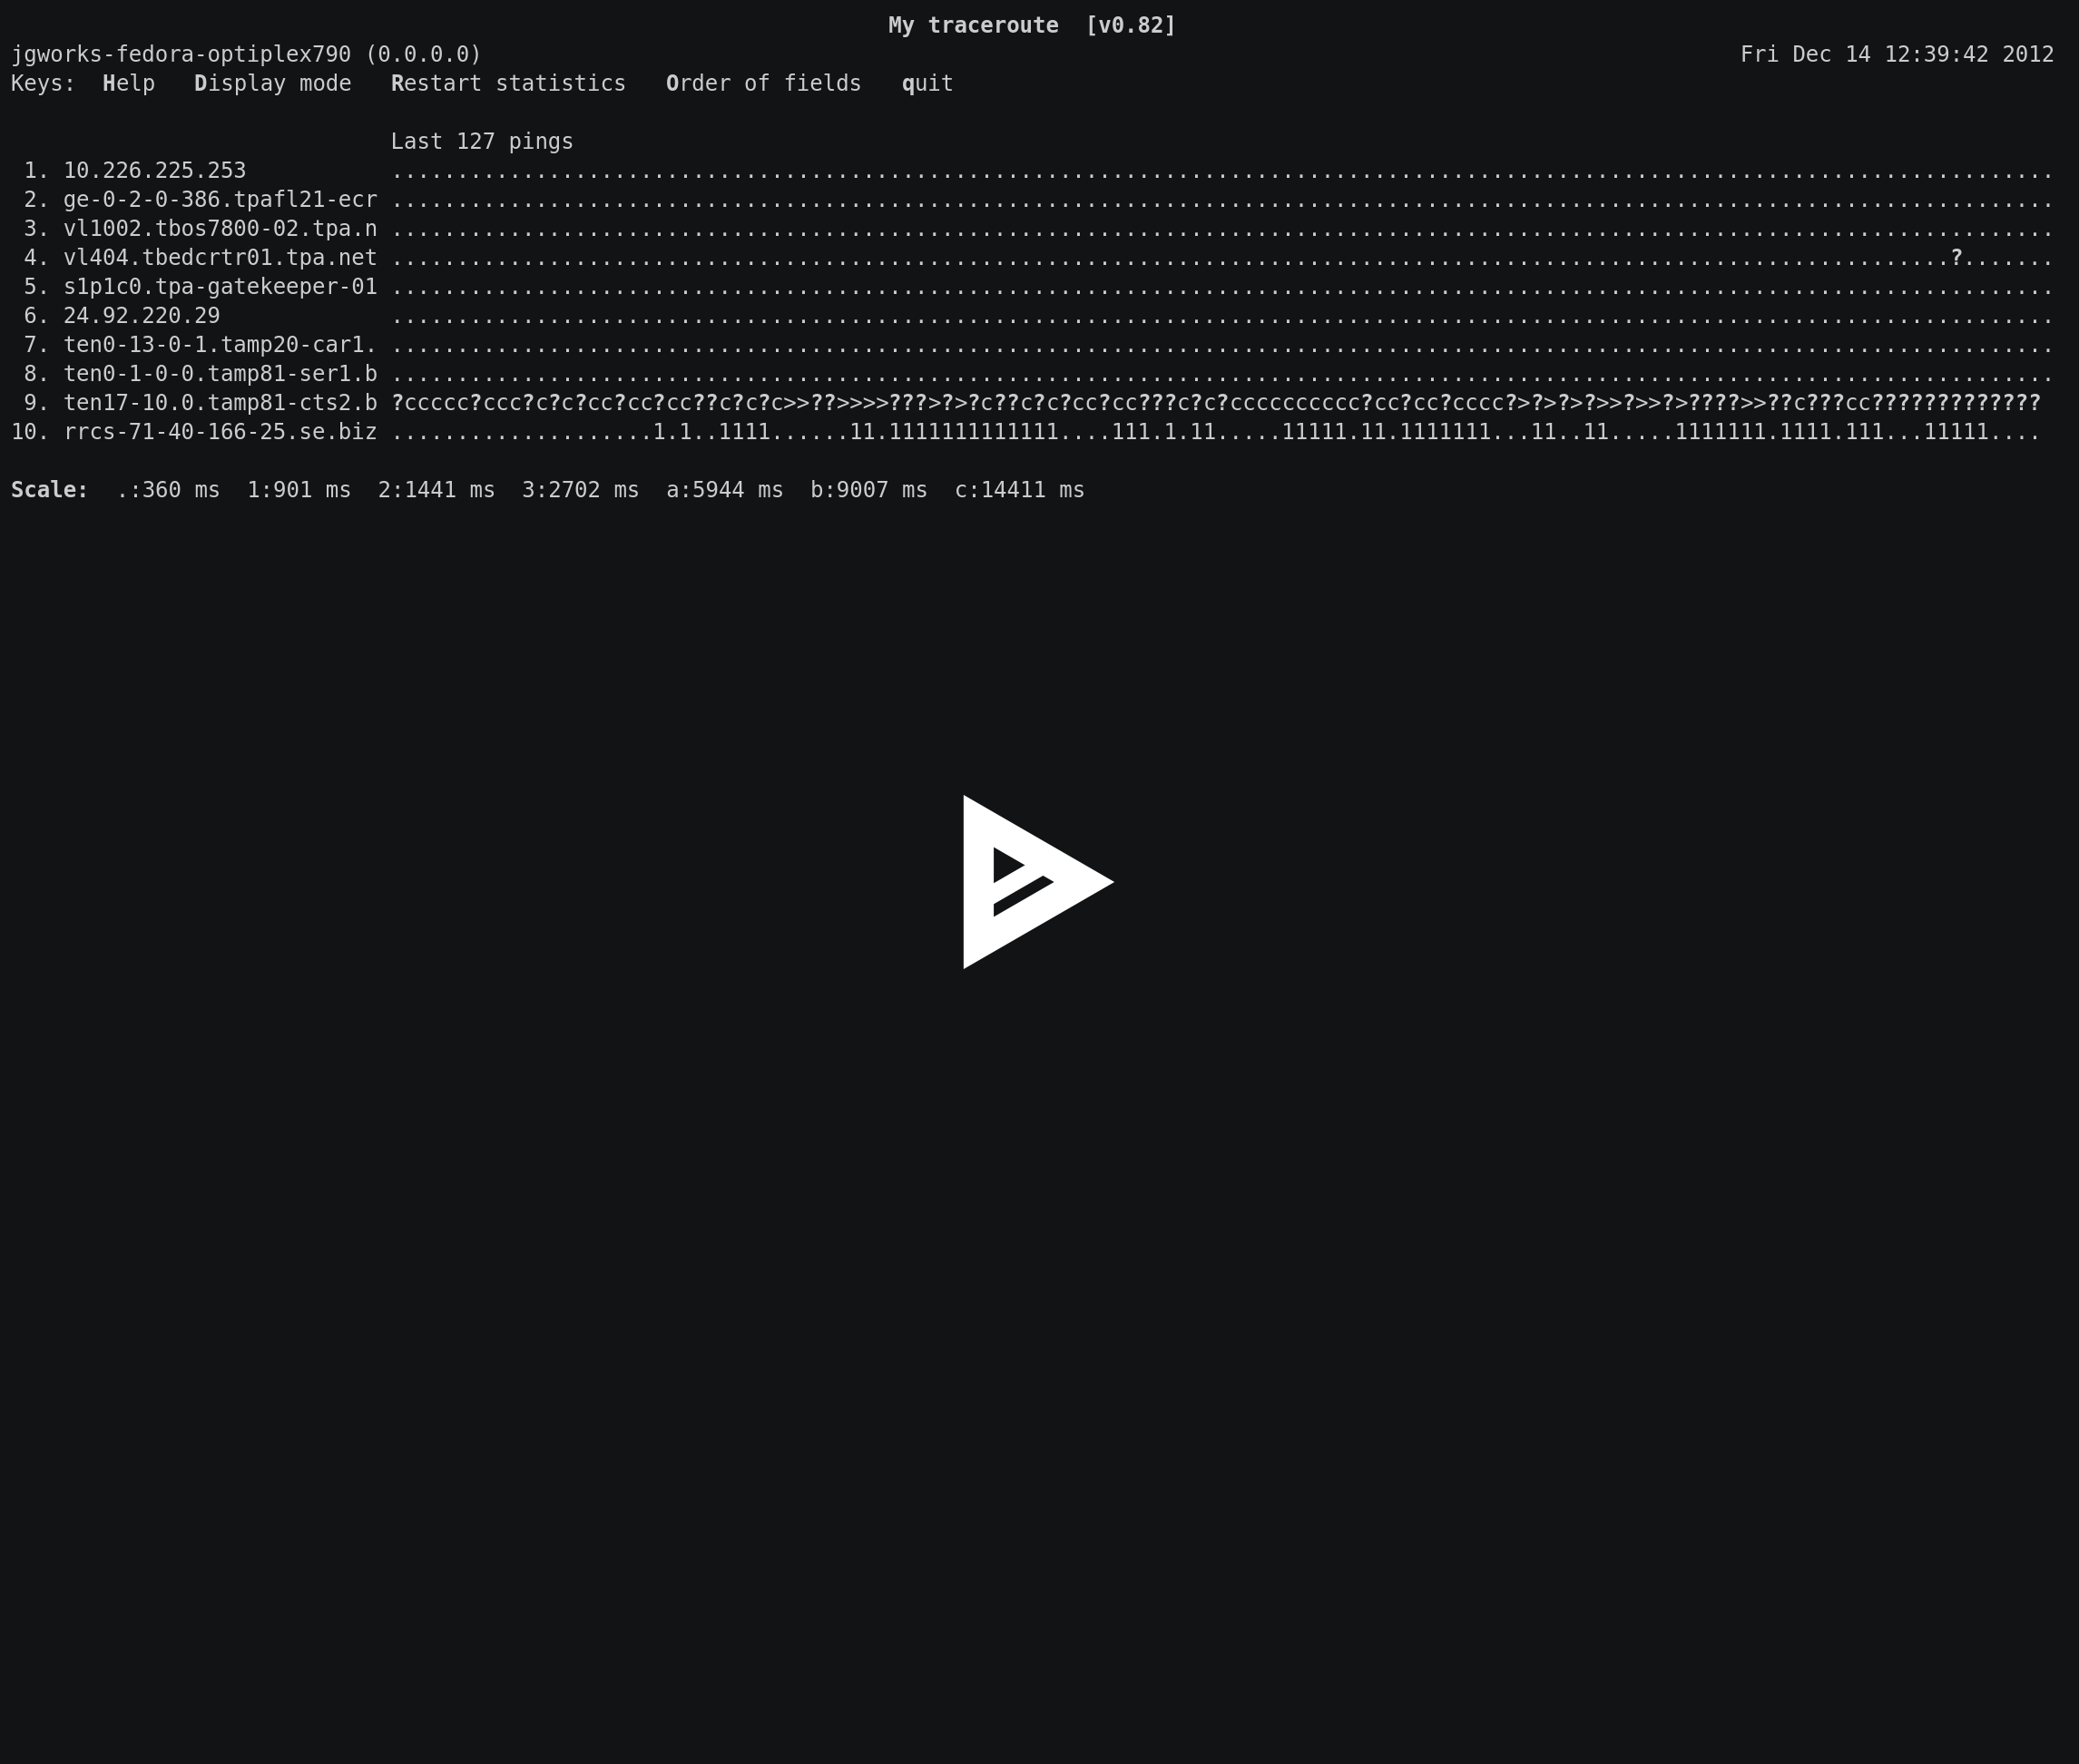 My traceroute  [v0.82]
jgworks-fedora-optiplex790 (0.0.0.0)                                                                                                Fri Dec 14 12:39:42 2012
Keys:  Help   Display mode   Restart statistics   Order of fields   quit
Last 127 pings
1. 10.226.225.253           ...............................................................................................................................
2. ge-0-2-0-386.tpafl21-ecr ...............................................................................................................................
3. vl1002.tbos7800-02.tpa.n ...............................................................................................................................
4. vl404.tbedcrtr01.tpa.net .......................................................................................................................?.......
5. s1p1c0.tpa-gatekeeper-01 ...............................................................................................................................
6. 24.92.220.29             ...............................................................................................................................
7. ten0-13-0-1.tamp20-car1. ...............................................................................................................................
8. ten0-1-0-0.tamp81-ser1.b ...............................................................................................................................
9. ten17-10.0.tamp81-cts2.b ?ccccc?ccc?c?c?cc?cc?cc??c?c?c>>??>>>>???>?>?c??c?c?cc?cc???c?c?cccccccccc?cc?cc?cccc?>?>?>?>>?>>?>????>>??c???cc?????????????
10. rrcs-71-40-166-25.se.biz ....................1.1..1111......11.1111111111111....111.1.11.....11111.11.1111111...11..11.....1111111.1111.111...11111....
Scale:  .:360 ms  1:901 ms  2:1441 ms  3:2702 ms  a:5944 ms  b:9007 ms  c:14411 ms